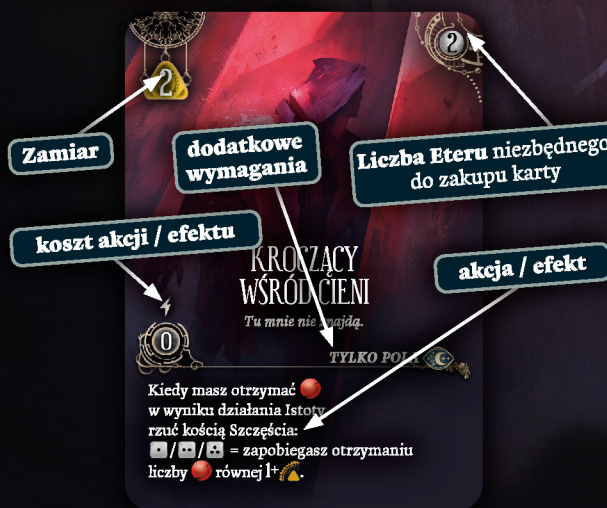 2
2
Zamiar
dodatkowe
wymagania
Liczba Eteru niezbędnego
do zakupu karty
koszt akcji / efektu
KROCZĄCY
WŚRÓD CIENI
akcja / efekt
Tu mnie nie znajdą.
0
TYLKO POLA
Kiedy masz otrzymać
w wyniku działania Istoty
rzuć kością Szczęścia:
/ / = zapobiegasz otrzymaniu
liczby równej 1+ .